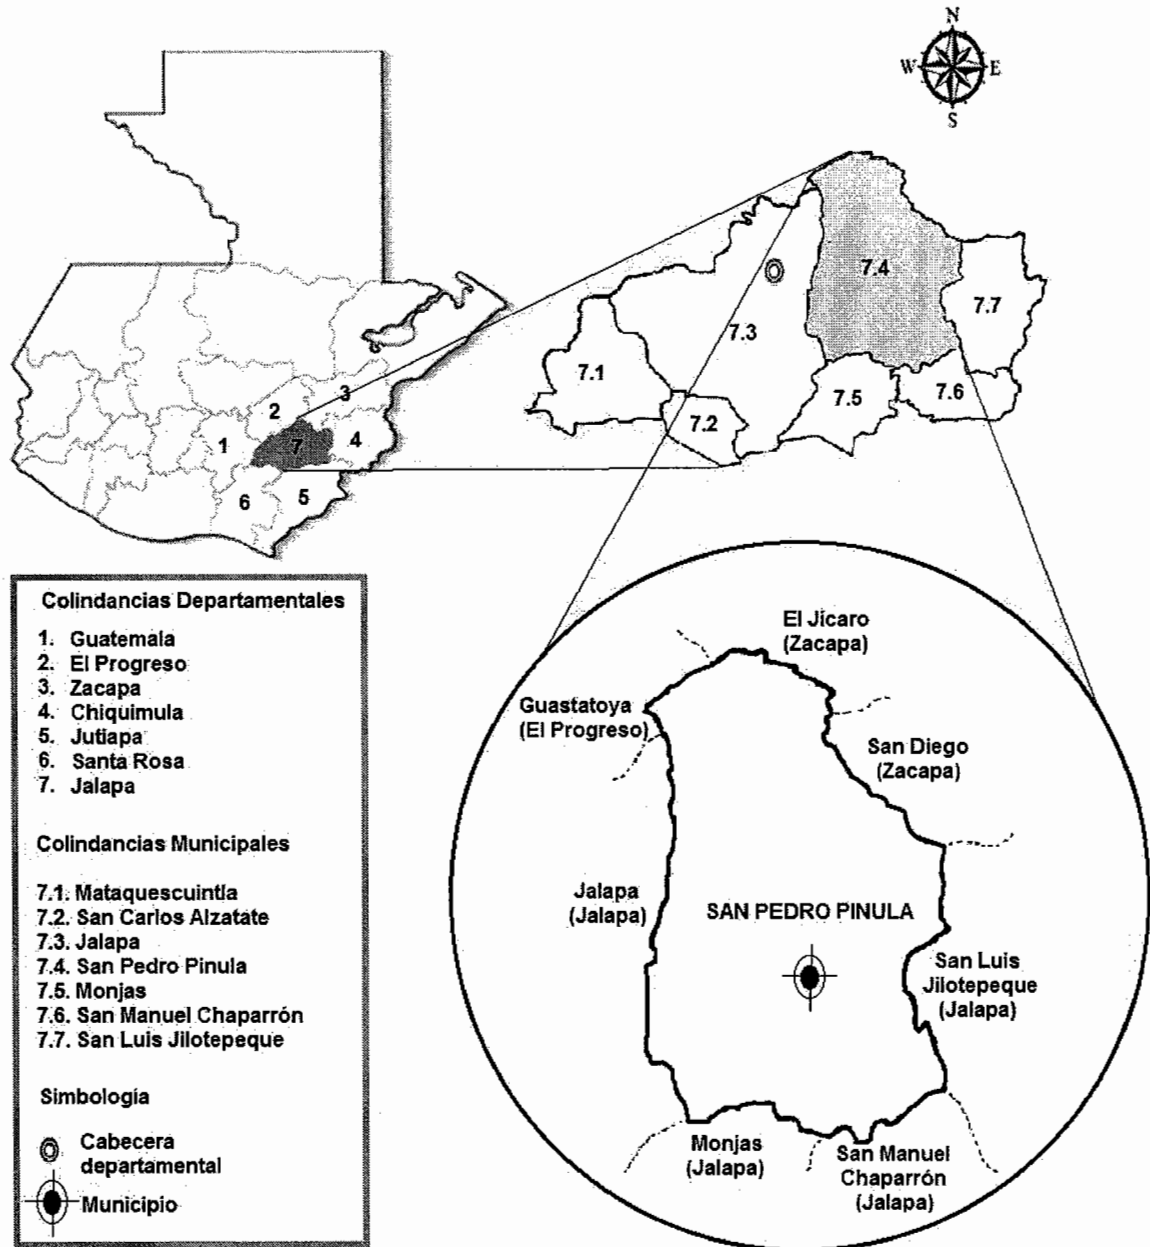 N
W E
S
1
2
3
4
5
6
7
7.1
7.2
7.3
7.4
7.5
7.6
7.7
Colindancias Departamentales
1. Guatemala
2. El Progreso
3. Zacapa
4. Chiquimula
5. Jutiapa
6. Santa Rosa
7. Jalapa
Colindancias Municipales
7.1. Mataquescuintla
7.2. San Carlos Alzatate
7.3. Jalapa
7.4. San Pedro Pinula
7.5. Monjas
7.6. San Manuel Chaparrón
7.7. San Luis Jilotepeque
Simbología
Cabecera
departamental
Municipio
El Jícaro
(Zacapa)
Guastatoya
(El Progreso)
San Diego
(Zacapa)
Jalapa
(Jalapa)
SAN PEDRO PINULA
San Luis
Jilotepeque
(Jalapa)
Monjas
(Jalapa)
San Manuel
Chaparrón
(Jalapa)